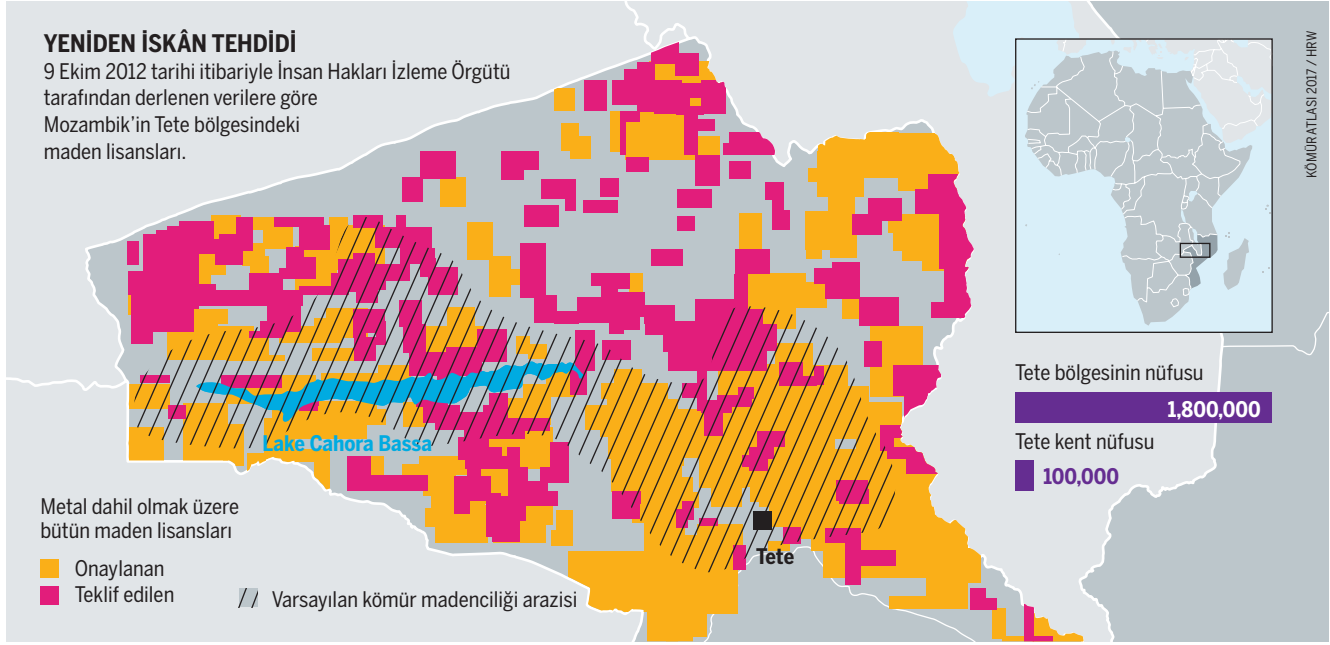 YENİDEN İSKÂN TEHDİDİ
9 Ekim 2012 tarihi itibariyle İnsan Hakları İzleme Örgütü
tarafından derlenen verilere göre
Mozambik’in Tete bölgesindeki
maden lisansları.
KÖMÜR ATLASI 2017 / HRW
Tete bölgesinin nüfusu
1,800,000
Tete kent nüfusu
100,000
Lake Cahora Bassa
Tete
Metal dahil olmak üzere
bütün maden lisansları
Onaylanan
Teklif edilen
Varsayılan kömür madenciliği arazisi